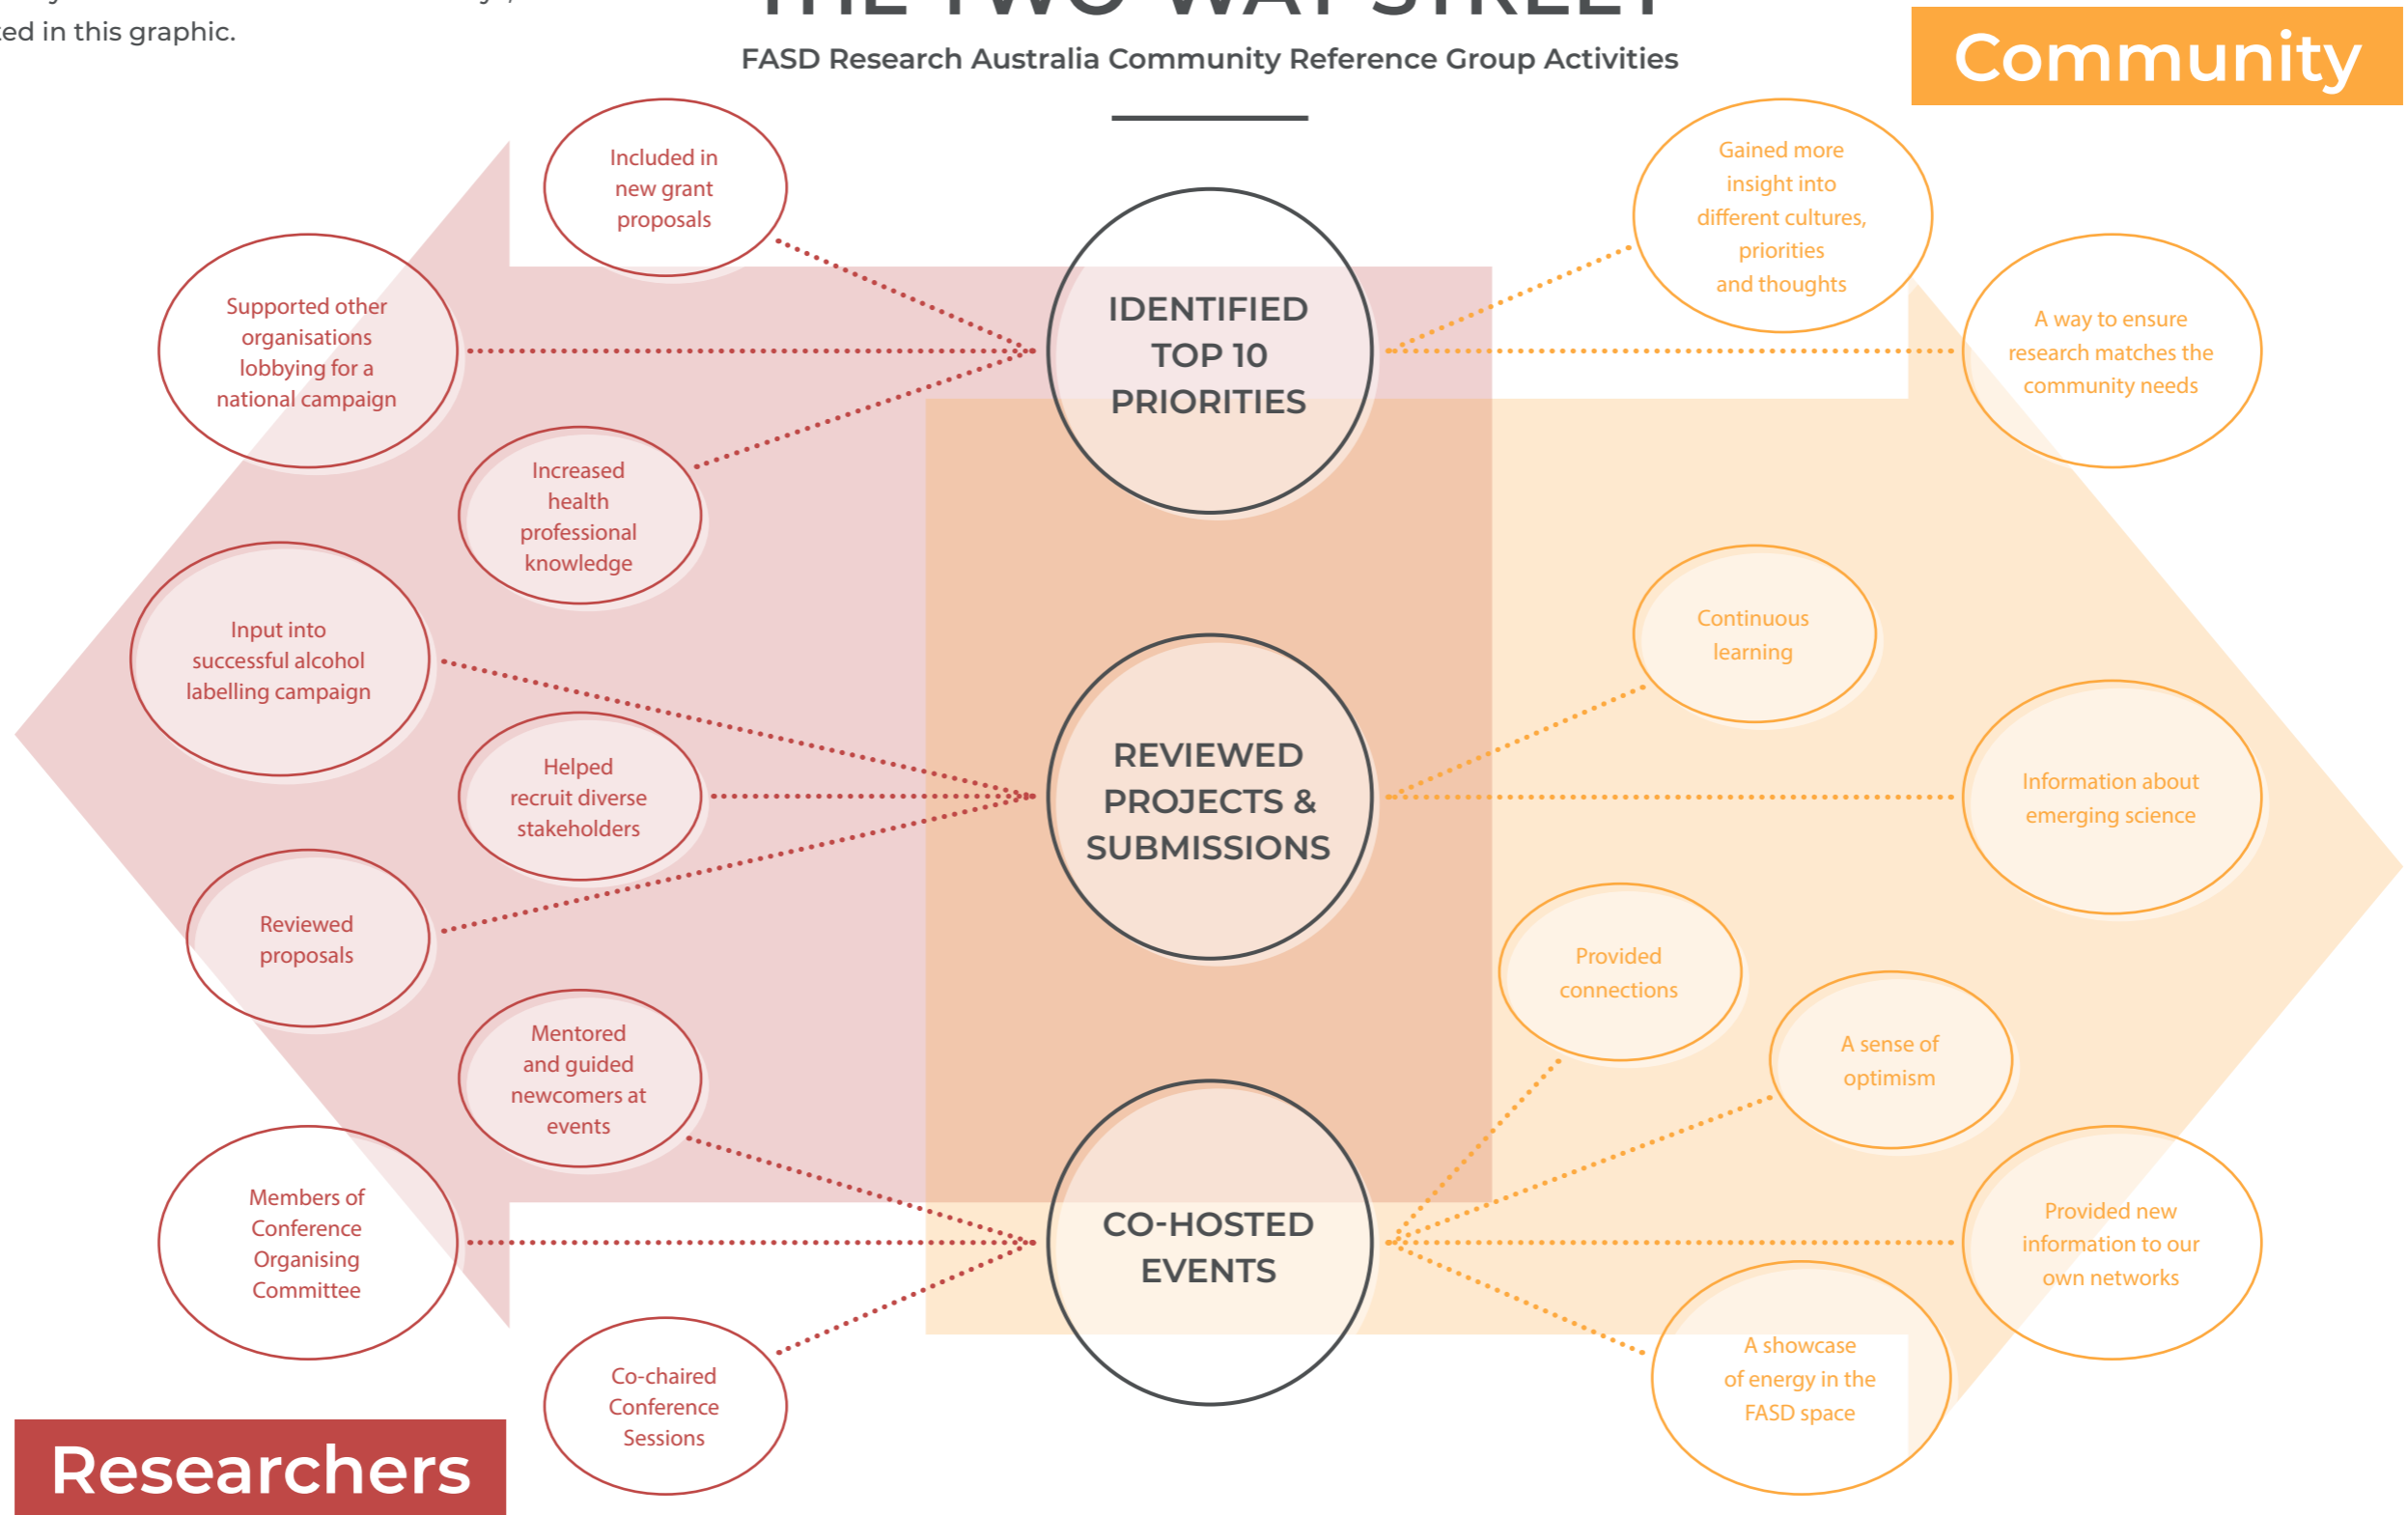 ted in this graphic.
THE TWO-WAY STREET
FASD Research Australia Community Reference Group Activities
Community
Included in
new grant
proposals
Supported other
organisations
lobbying for a
national campaign
Increased
health
professional
knowledge
IDENTIFIED
TOP 10
PRIORITIES
Gained more
insight into
different cultures,
priorities
and thoughts
A way to ensure
research matches the
community needs
Input into
successful alcohol
labelling campaign
Helped
recruit diverse
stakeholders
Reviewed
proposals
REVIEWED
PROJECTS &
SUBMISSIONS
Continuous
learning
Information about
emerging science
Mentored
and guided
newcomers at
events
Members of
Conference
Organising
Committee
Co-chaired
Conference
Sessions
CO-HOSTED
EVENTS
Provided
connections
A sense of
optimism
Provided new
information to our
own networks
A showcase
of energy in the
FASD space
Researchers